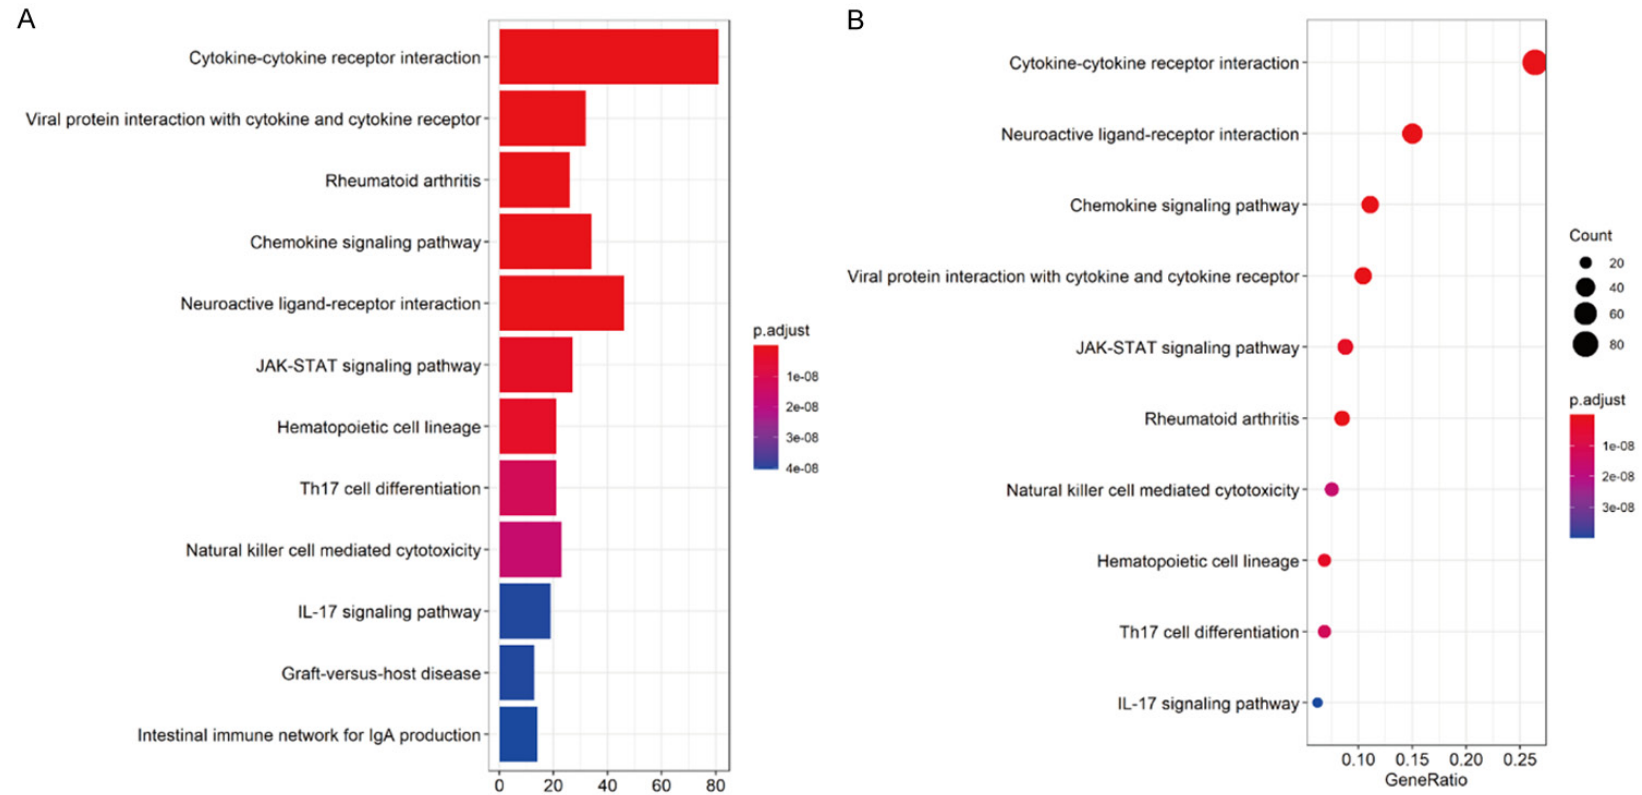 A
Cytokine-cytokine receptor interaction
Viral protein interaction with cytokine and cytokine receptor
Rheumatoid arthritis
Chemokine signaling pathway
Neuroactive ligand-receptor interaction
JAK-STAT signaling pathway
Hematopoietic cell lineage
Th17 cell differentiation
Natural killer cell mediated cytotoxicity
IL-17 signaling pathway
Graft-versus-host disease
Intestinal immune network for IgA production
0 20 40 60 80
p.adjust
1e-08
2e-08
3e-08
4e-08
B
Cytokine-cytokine receptor interaction
Neuroactive ligand-receptor interaction
Chemokine signaling pathway
Viral protein interaction with cytokine and cytokine receptor
JAK-STAT signaling pathway
Rheumatoid arthritis
Natural killer cell mediated cytotoxicity
Hematopoietic cell lineage
Th17 cell differentiation
IL-17 signaling pathway
0.10 0.15 0.20 0.25
GeneRatio
Count
20
40
60
80
p.adjust
1e-08
2e-08
3e-08